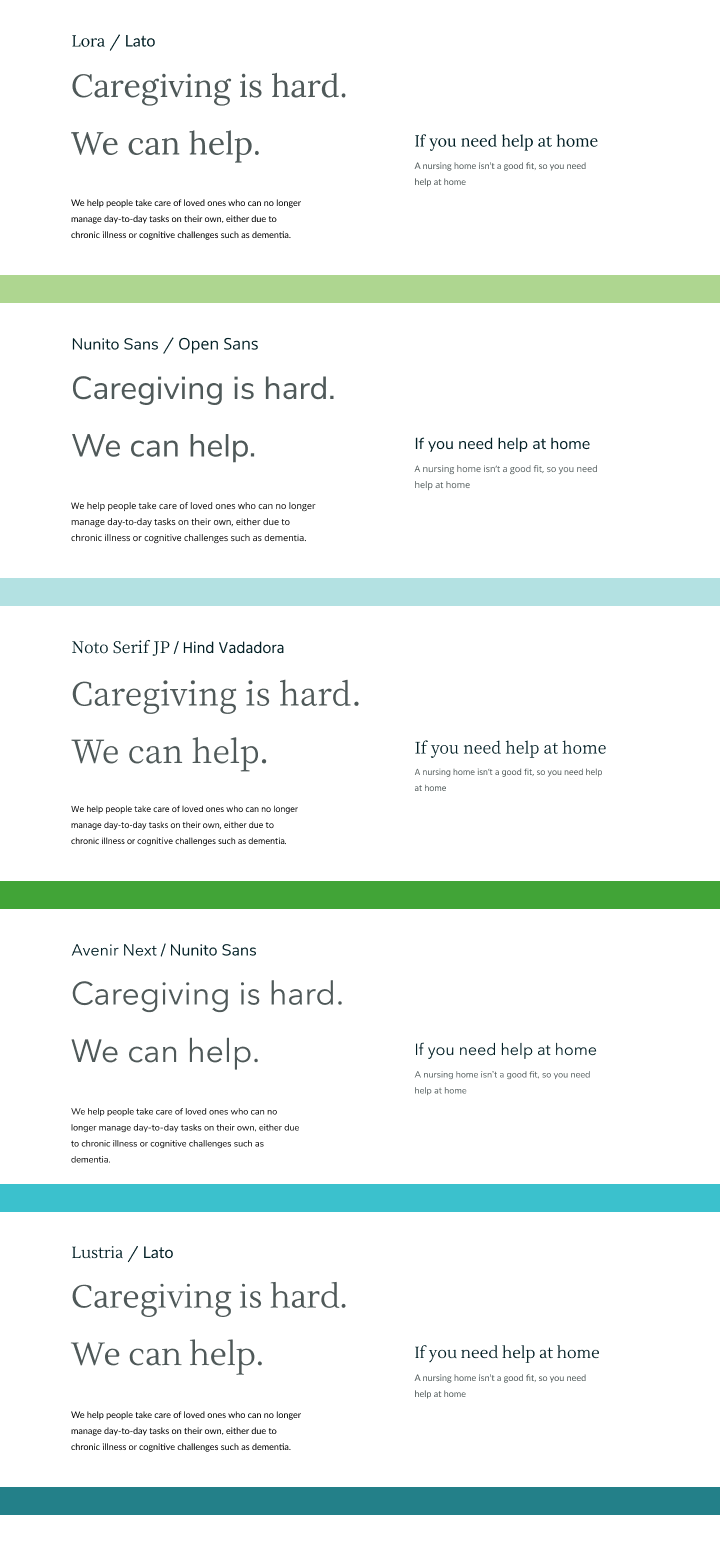 Lora / Lato
Caregiving is hard.
We can help.
We help people take care of loved ones who can no longer
manage day-to-day tasks on their own, either due to
chronic illness or cognitive challenges such as dementia.
If you need help at home
A nursing home isn't a good fit, so you need
help at home
Nunito Sans / Open Sans
Caregiving is hard.
We can help.
We help people take care of loved ones who can no longer
manage day-to-day tasks on their own, either due to
chronic illness or cognitive challenges such as dementia.
If you need help at home
A nursing home isn't a good fit, so you need
help at home
Noto Serif JP / Hind Vadadora
Caregiving is hard.
We can help.
We help people take care of loved ones who can no longer
manage day-to-day tasks on their own, either due to
chronic illness or cognitive challenges such as dementia.
If you need help at home
A nursing home isn't a good fit, so you need help
at home
Avenir Next / Nunito Sans
Caregiving is hard.
We can help.
We help people take care of loved ones who can no
longer manage day-to-day tasks on their own, either due
to chronic illness or cognitive challenges such as
dementia.
If you need help at home
A nursing home isn't a good fit, so you need
help at home
Lustria / Lato
Caregiving is hard.
We can help.
We help people take care of loved ones who can no longer
manage day-to-day tasks on their own, either due to
chronic illness or cognitive challenges such as dementia.
If you need help at home
A nursing home isn't a good fit, so you need
help at home